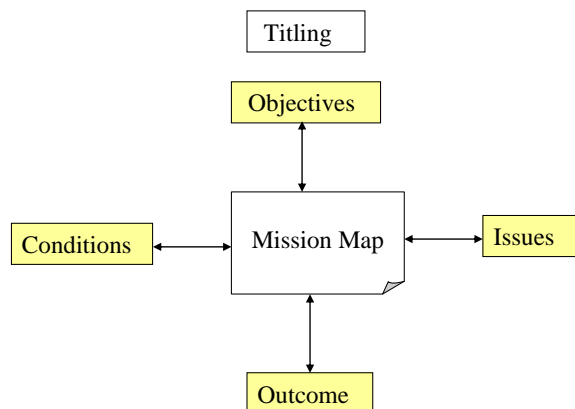 Titling
Objectives
Conditions
Mission Map
Issues
Outcome